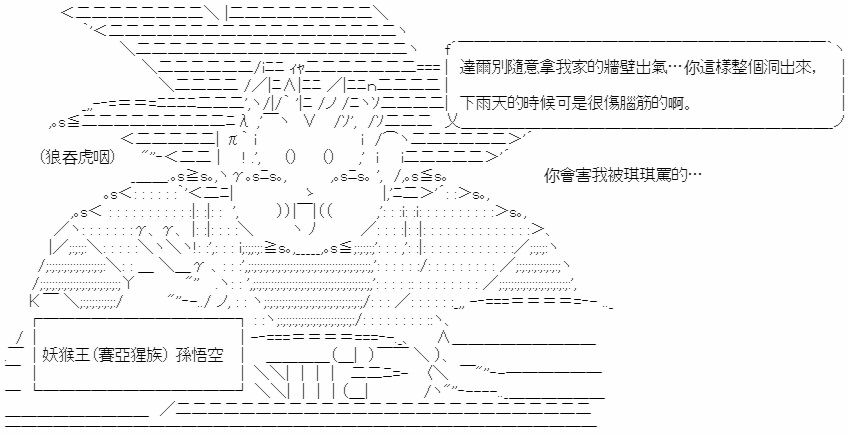 達爾別隨意拿我家的牆壁出氣…你這樣整個洞出來，
下雨天的時候可是很傷腦筋的啊。
(狼吞虎咽)
你會害我被琪琪罵的…
妖猴王(賽亞猩族) 孫悟空